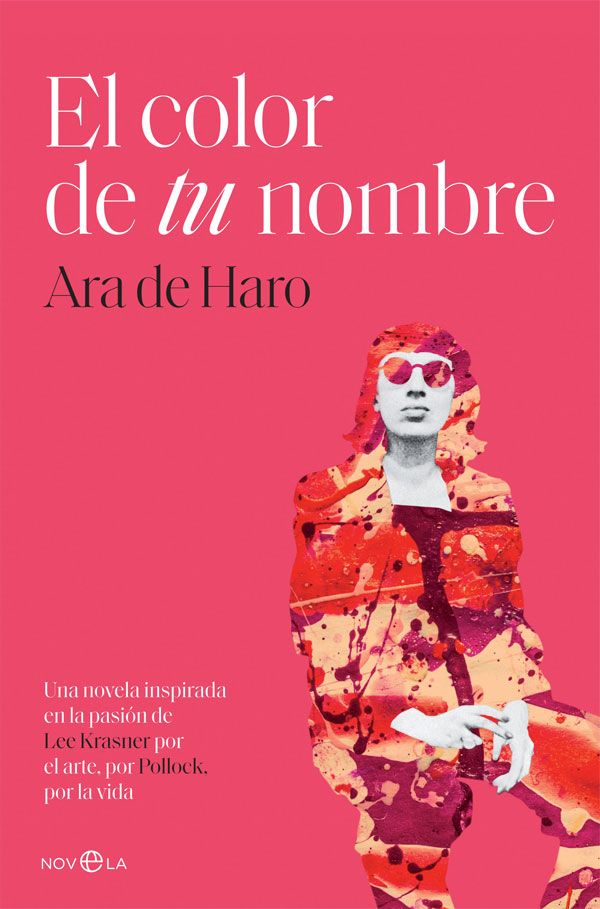 El color
de tu nombre
Ara de Haro
Una novela inspirada
en la pasión de
Lee Krasner por
el arte, por Pollock,
por la vida
NOVELA